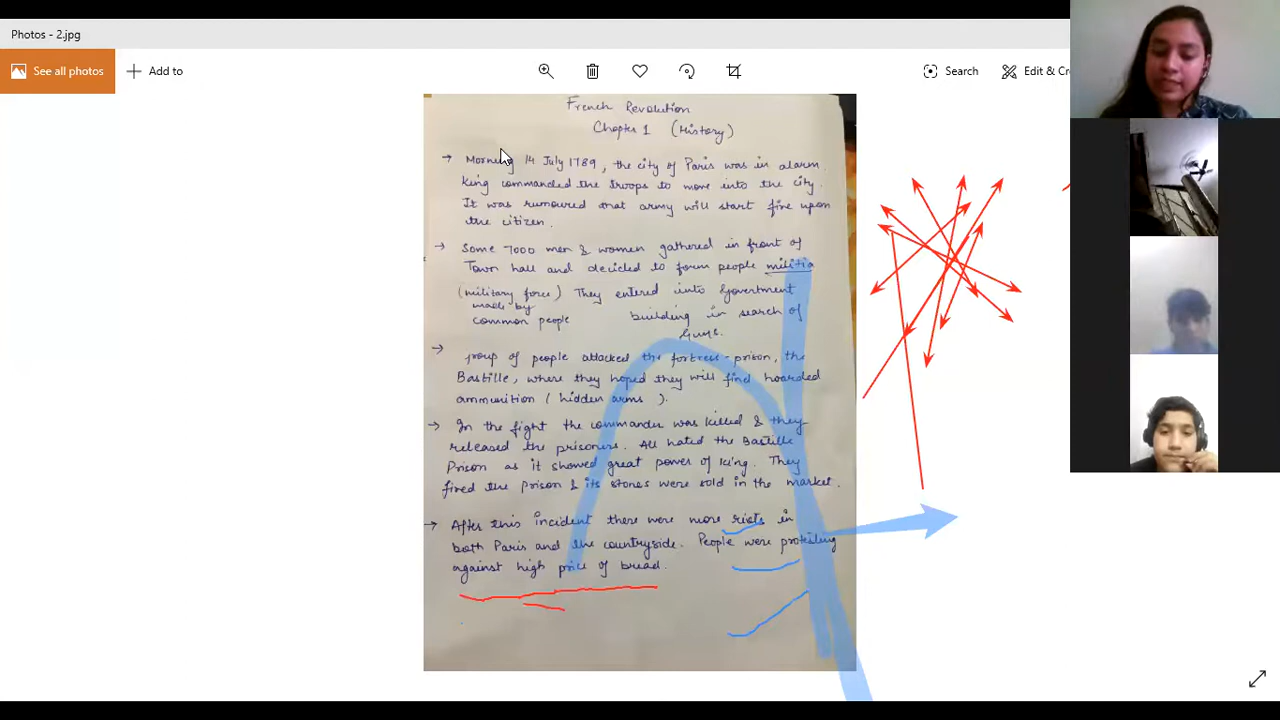 Photos - 2.jpg
See all photos
Add to
Search
Edit & Cr
French Revolution
Chapter 1 (History)
→ Morning 14 July 1789, the city of Paris was in alarm
king commanded the troops to move into the city.
It was rumoured that army will start fire upon
the citizen.
→ Some 7000 men & women gathered in front of
Town hall and decided to form people militia
(military force) They entered into Government
made by
common people building in search of
Guns.
→ group of people attacked the fortress-prison, the
Bastille, where they hoped they will find hoarded
ammunition (hidden arms).
→ In the fight the commander was killed & they
released the prisoners. All hated the Bastille
Prison as it showed great power of king. They
fired the Prison & its stones were sold in the market.
→ After this incident there were more riots in
both Paris and the countryside. People were protesting
against high price of bread.